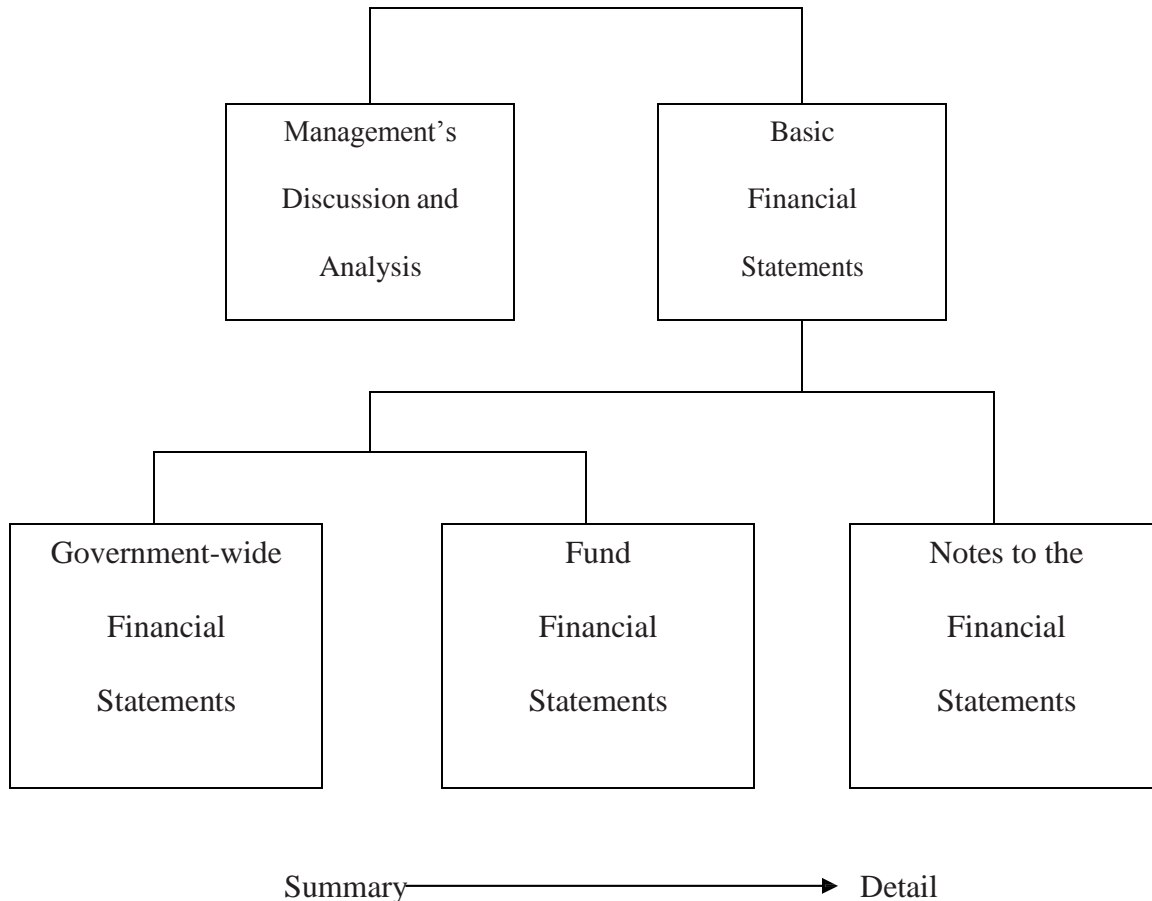 Management’s
Discussion and
Analysis
Basic
Financial
Statements
Government-wide
Financial
Statements
Fund
Financial
Statements
Notes to the
Financial
Statements
Summary
Detail